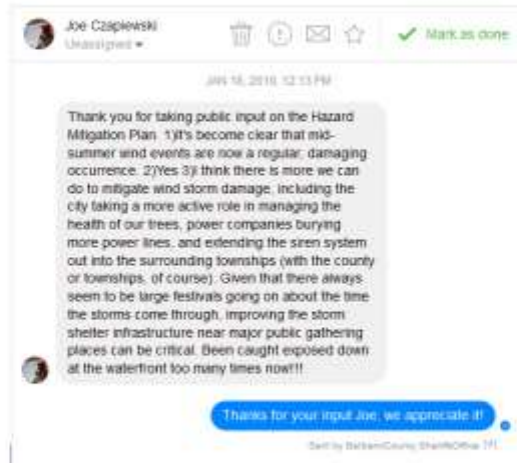 Joe Czapiewski
Unassigned
Mark as done
JAN 18, 2019, 12:13 PM
Thank you for taking public input on the Hazard
Mitigation Plan. 1)It's become clear that mid-
summer wind events are now a regular, damaging
occurrence. 2)Yes 3)I think there is more we can
do to mitigate wind storm damage, including the
city taking a more active role in managing the
health of our trees, power companies burying
more power lines, and extending the siren system
out into the surrounding townships (with the county
or townships, of course). Given that there always
seem to be large festivals going on about the time
the storms come through, improving the storm
shelter infrastructure near major public gathering
places can be critical. Been caught exposed down
at the waterfront too many times now!!!
Thanks for your input Joe, we appreciate it!
Sent by